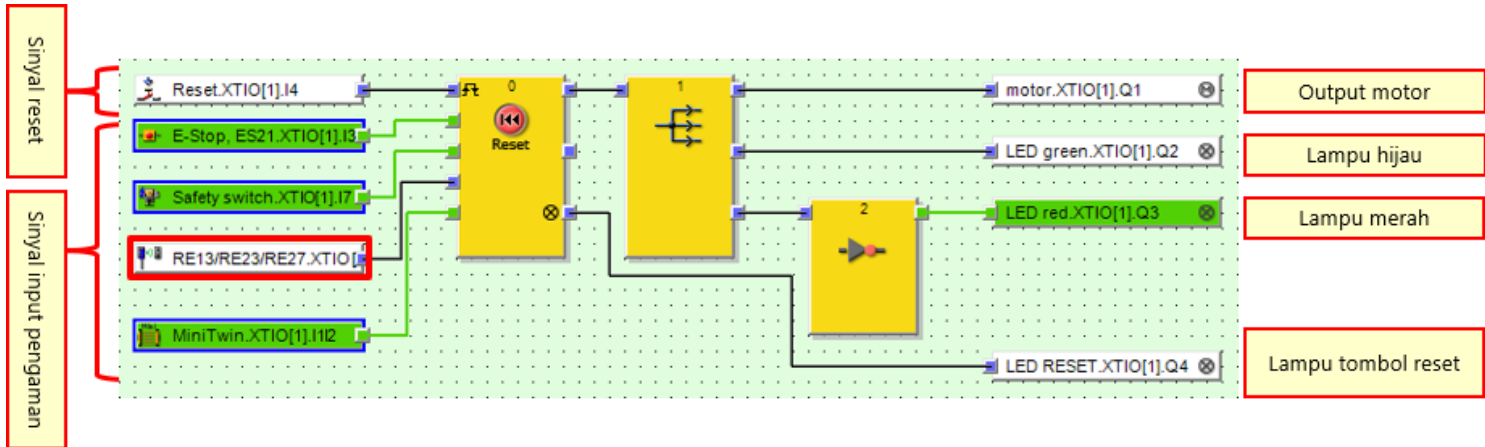 Sinyal reset
Sinyal input pengaman
Reset.XTIO[1].I4
E-Stop, ES21.XTIO[1].I3
Safety switch.XTIO[1].I7
RE13/RE23/RE27.XTIO[
MiniTwin.XTIO[1].I1I2
0
Reset
1
2
motor.XTIO[1].Q1
LED green.XTIO[1].Q2
LED red.XTIO[1].Q3
LED RESET.XTIO[1].Q4
Output motor
Lampu hijau
Lampu merah
Lampu tombol reset